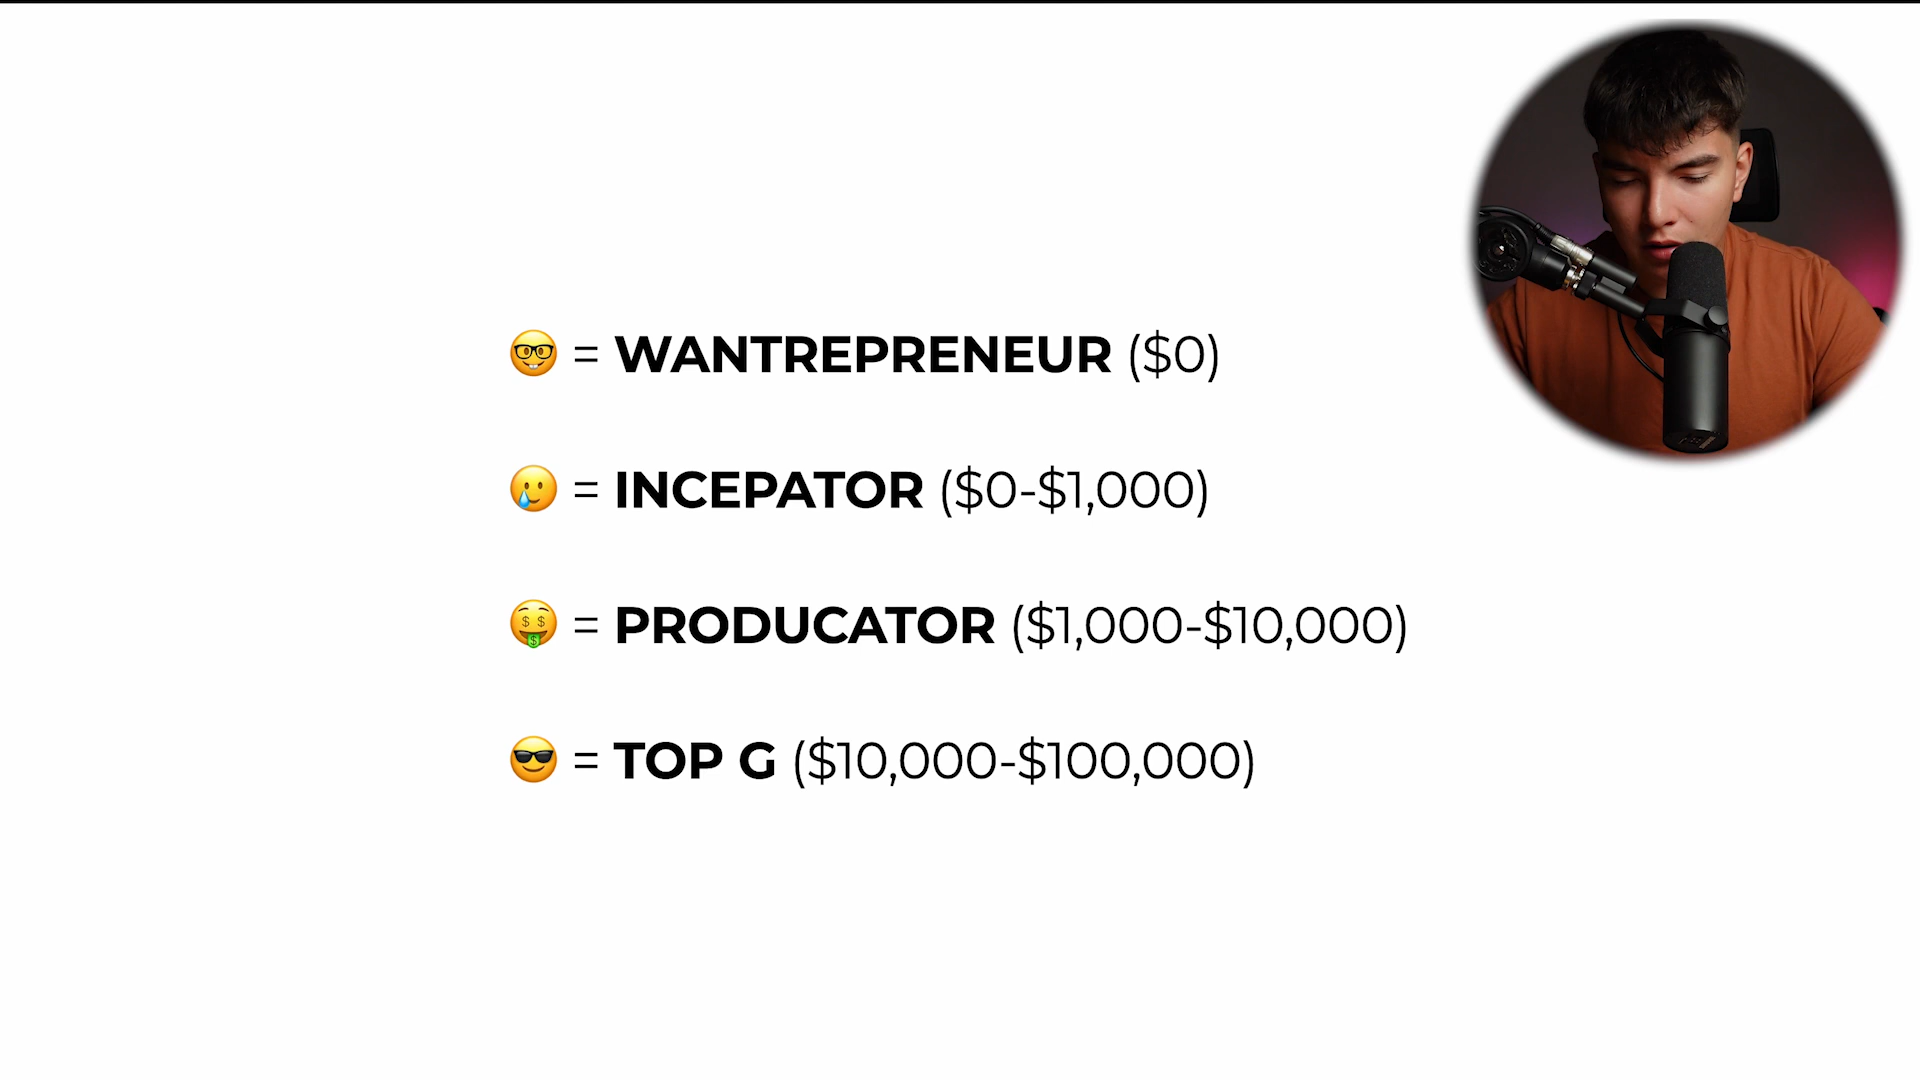 🤓 = WANTREPRENEUR ($0)
🥲 = INCEPATOR ($0-$1,000)
🤑 = PRODUCATOR ($1,000-$10,000)
😎 = TOP G ($10,000-$100,000)